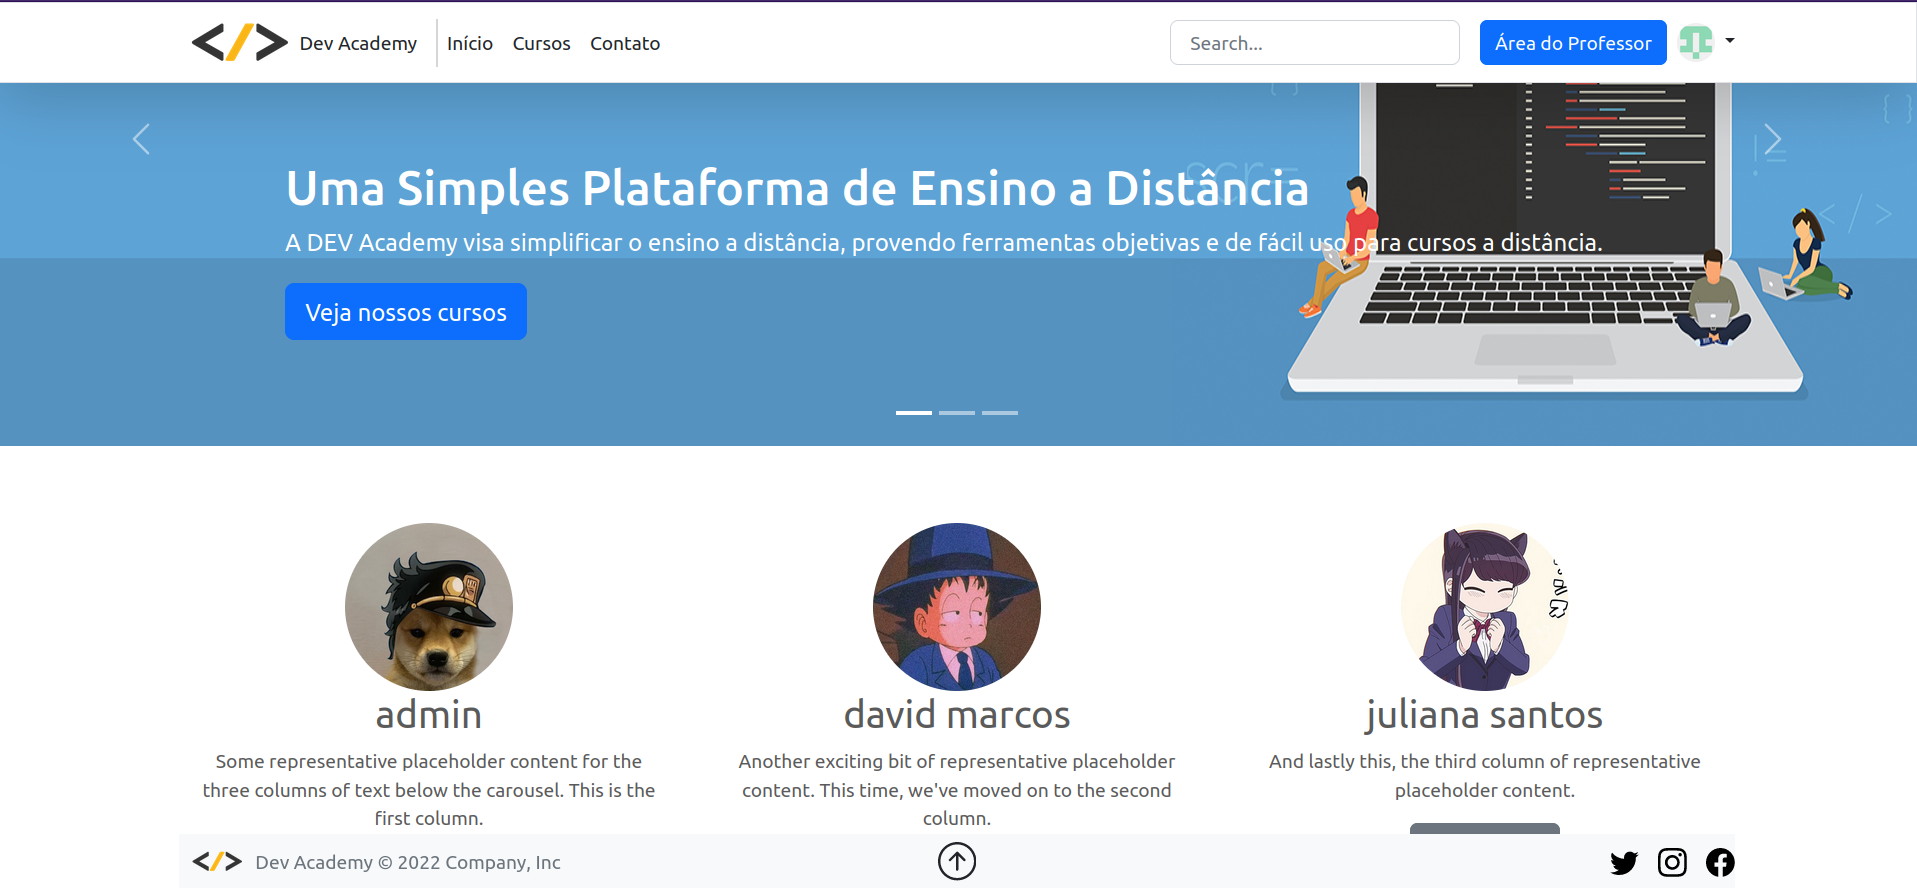 </> Dev Academy Início Cursos Contato Search... Área do Professor
Uma Simples Plataforma de Ensino a Distância
A DEV Academy visa simplificar o ensino a distância, provendo ferramentas objetivas e de fácil uso para cursos a distância.
Veja nossos cursos
admin
Some representative placeholder content for the
three columns of text below the carousel. This is the
first column.
david marcos
Another exciting bit of representative placeholder
content. This time, we've moved on to the second
column.
juliana santos
And lastly this, the third column of representative
placeholder content.
</> Dev Academy © 2022 Company, Inc